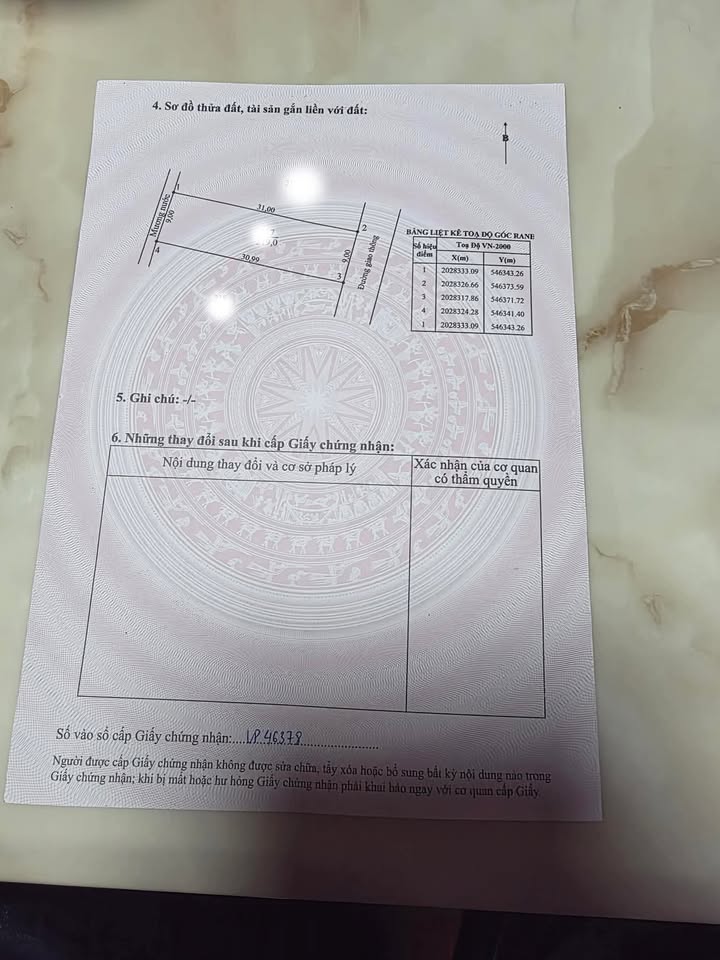 4. Sơ đồ thửa đất, tài sản gắn liền với đất:
B
1
31,00
2
Mương nước
9,00
7
,0
9,00
Đường giao thông
4
30,99
3
BẢNG LIỆT KÊ TOẠ ĐỘ GÓC RANH
Số hiệu điểm Toạ Độ VN-2000
X(m) Y(m)
1 2028333.09 546343.26
2 2028326.66 546373.59
3 2028317.86 546371.72
4 2028324.28 546341.40
1 2028333.09 546343.26
5. Ghi chú: -/-
6. Những thay đổi sau khi cấp Giấy chứng nhận:
Nội dung thay đổi và cơ sở pháp lý
Xác nhận của cơ quan
có thẩm quyền
Số vào sổ cấp Giấy chứng nhận:....VP.46378......................
Người được cấp Giấy chứng nhận không được sửa chữa, tẩy xóa hoặc bổ sung bất kỳ nội dung nào trong
Giấy chứng nhận; khi bị mất hoặc hư hỏng Giấy chứng nhận phải khai báo ngay với cơ quan cấp Giấy.